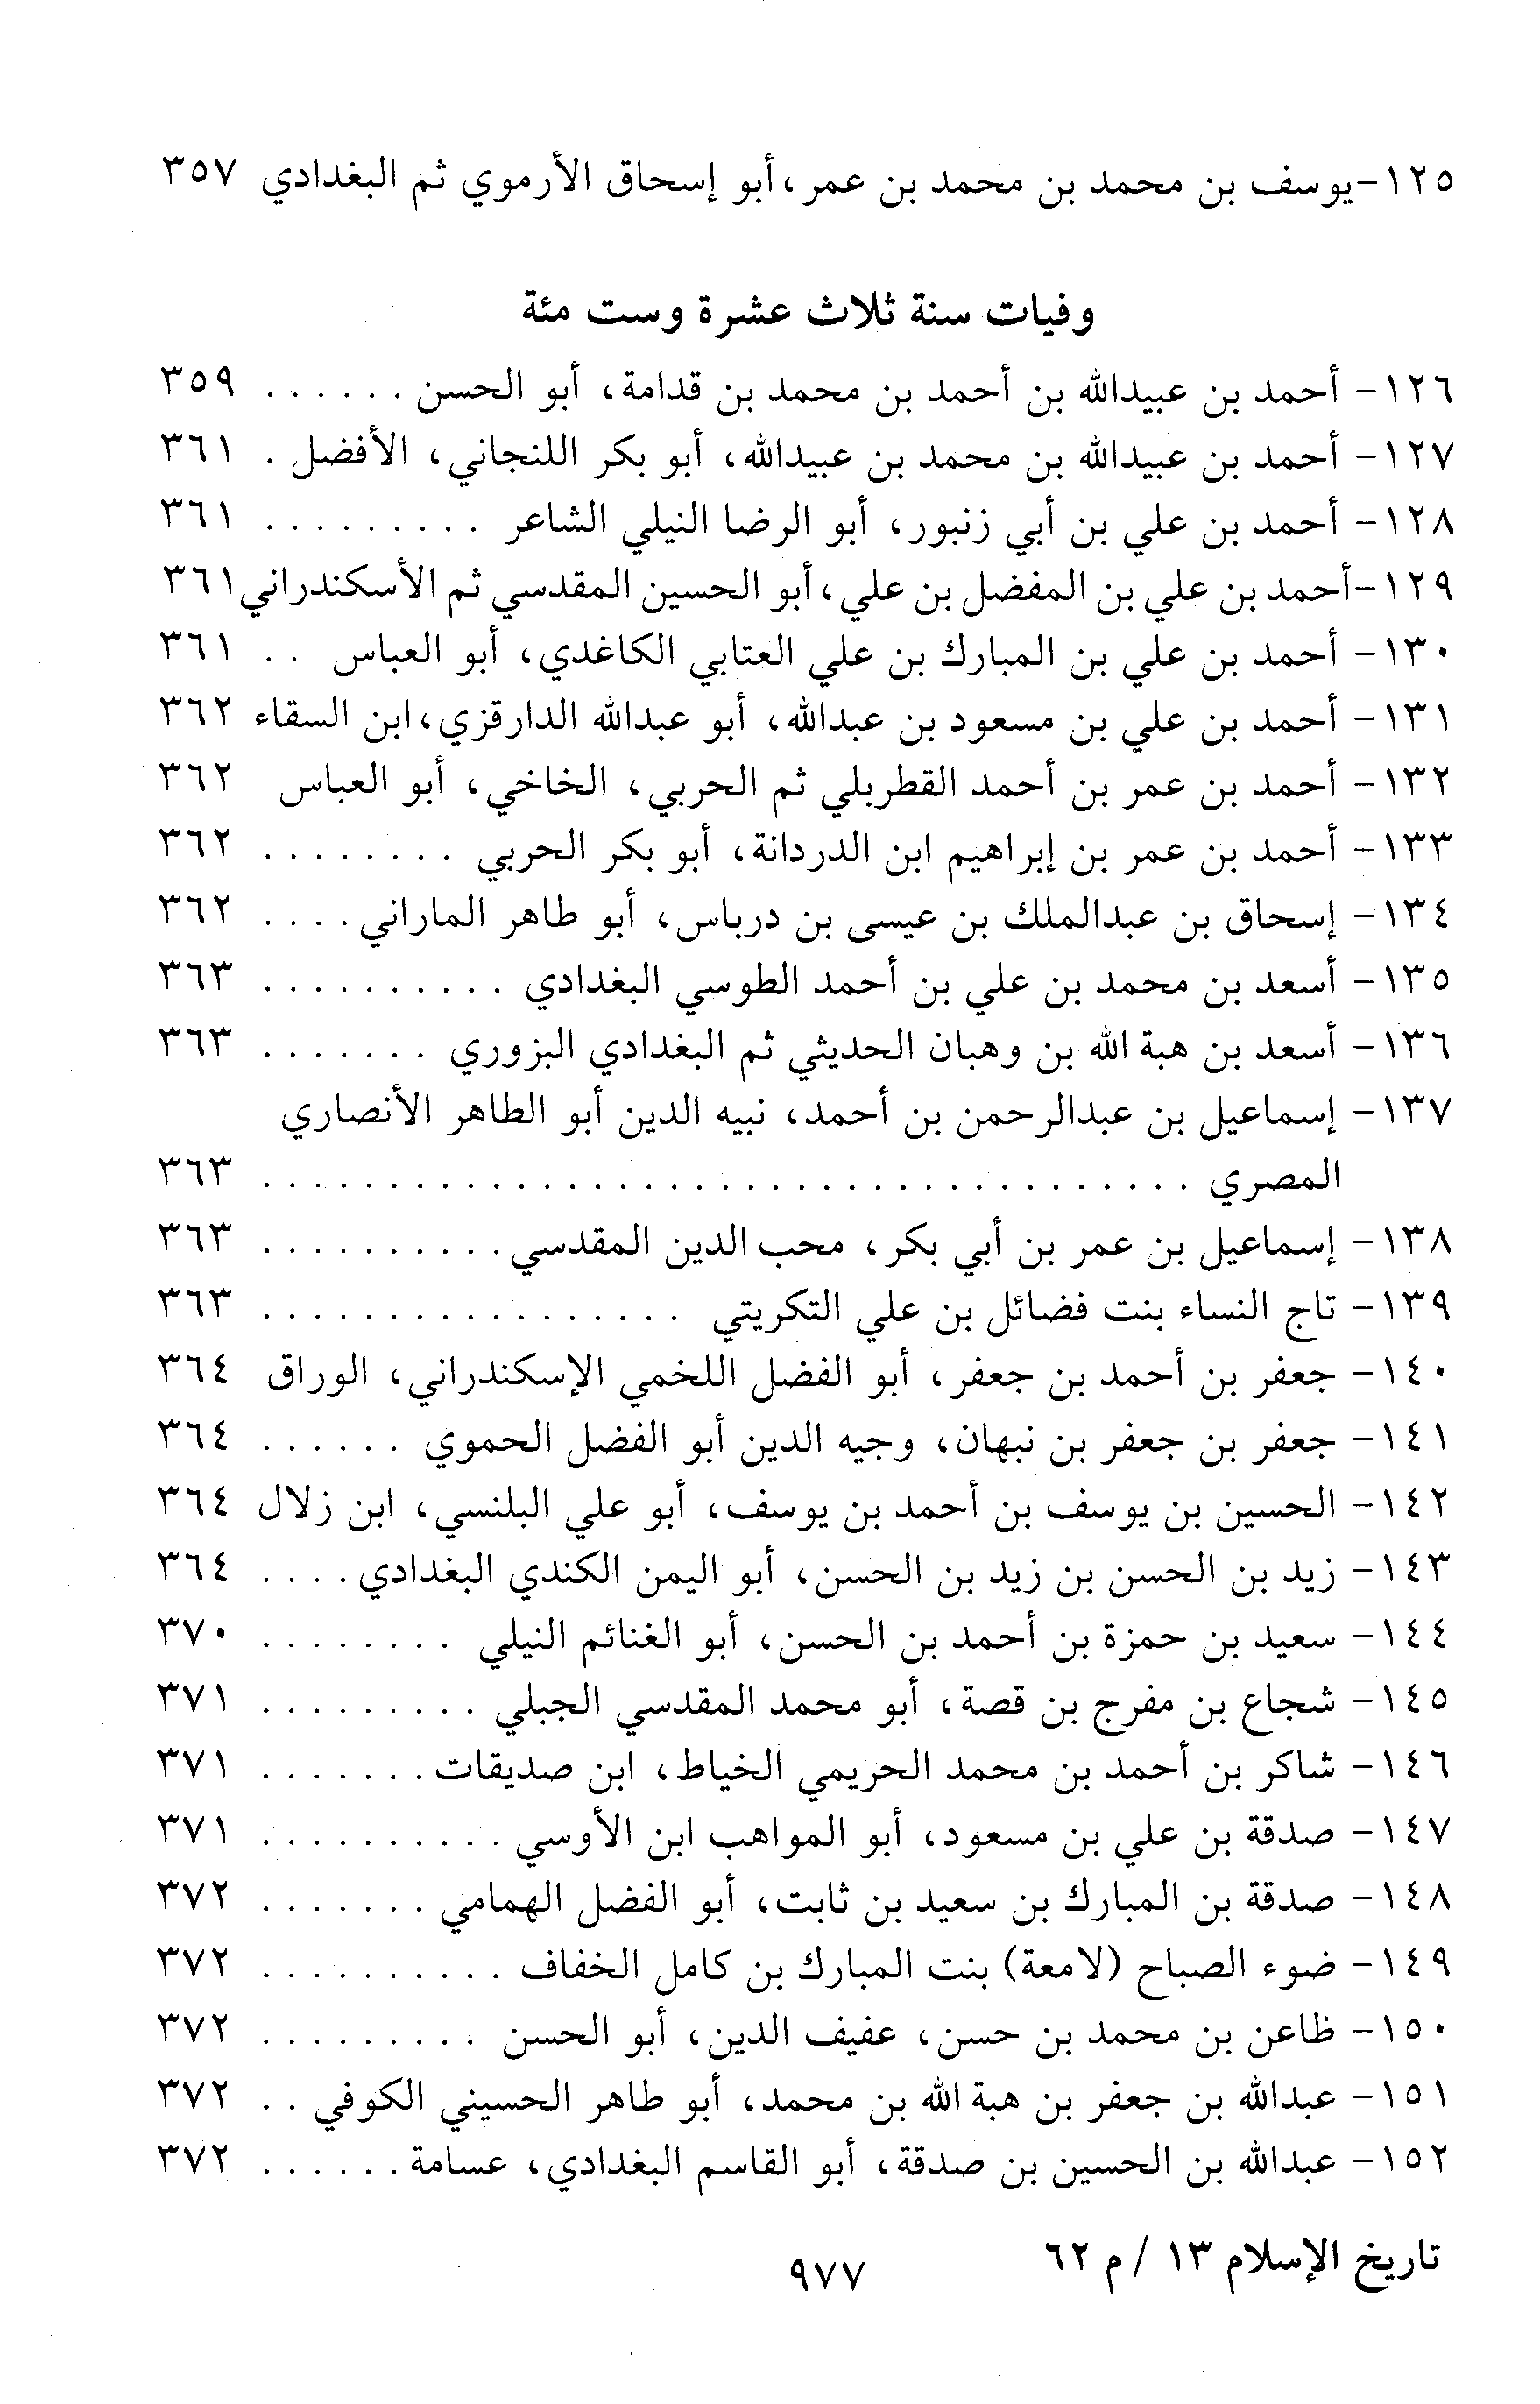 ١٢٥-يوسف بن محمد بن محمد بن عمر، أبو إسحاق الأرموي ثم البغدادي ٣٥٧
وفيات سنة ثلاث عشرة وست مئة
١٢٦- أحمد بن عبيدالله بن أحمد بن محمد بن قدامة، أبو الحسن . . . . . . ٣٥٩
١٢٧- أحمد بن عبيدالله بن محمد بن عبيدالله، أبو بكر اللنجاني، الأفضل . ٣٦١
١٢٨- أحمد بن علي بن أبي زنبور، أبو الرضا النيلي الشاعر . . . . . . . . . ٣٦١
١٢٩-أحمد بن علي بن المفضل بن علي، أبو الحسين المقدسي ثم الأسكندراني ٣٦١
١٣٠- أحمد بن علي بن المبارك بن علي العتابي الكاغدي، أبو العباس . . ٣٦١
١٣١- أحمد بن علي بن مسعود بن عبدالله، أبو عبدالله الدارقزي، ابن السقاء ٣٦٢
١٣٢- أحمد بن عمر بن أحمد القطربلي ثم الحربي، الخاخي، أبو العباس ٣٦٢
١٣٣- أحمد بن عمر بن إبراهيم ابن الدردانة، أبو بكر الحربي . . . . . . . . ٣٦٢
١٣٤- إسحاق بن عبدالملك بن عيسى بن درباس، أبو طاهر الماراني . . . . ٣٦٢
١٣٥- أسعد بن محمد بن علي بن أحمد الطوسي البغدادي . . . . . . . . . . ٣٦٣
١٣٦- أسعد بن هبة الله بن وهبان الحديثي ثم البغدادي البزوري . . . . . . . ٣٦٣
١٣٧- إسماعيل بن عبدالرحمن بن أحمد، نبيه الدين أبو الطاهر الأنصاري
المصري . . . . . . . . . . . . . . . . . . . . . . . . . . . . . . . . . . . . . ٣٦٣
١٣٨- إسماعيل بن عمر بن أبي بكر، محب الدين المقدسي . . . . . . . . . . ٣٦٣
١٣٩- تاج النساء بنت فضائل بن علي التكريتي . . . . . . . . . . . . . . . . . ٣٦٣
١٤٠- جعفر بن أحمد بن جعفر، أبو الفضل اللخمي الإسكندراني، الوراق ٣٦٤
١٤١- جعفر بن جعفر بن نبهان، وجيه الدين أبو الفضل الحموي . . . . . . ٣٦٤
١٤٢- الحسين بن يوسف بن أحمد بن يوسف، أبو علي البلنسي، ابن زلال ٣٦٤
١٤٣- زيد بن الحسن بن زيد بن الحسن، أبو اليمن الكندي البغدادي . . . . ٣٦٤
١٤٤- سعيد بن حمزة بن أحمد بن الحسن، أبو الغنائم النيلي . . . . . . . . ٣٧٠
١٤٥- شجاع بن مفرج بن قصة، أبو محمد المقدسي الجبلي . . . . . . . . . ٣٧١
١٤٦- شاكر بن أحمد بن محمد الحريمي الخياط، ابن صديقات . . . . . . . ٣٧١
١٤٧- صدقة بن علي بن مسعود، أبو المواهب ابن الأوسي . . . . . . . . . . ٣٧١
١٤٨- صدقة بن المبارك بن سعيد بن ثابت، أبو الفضل الهمامي . . . . . . . ٣٧٢
١٤٩- ضوء الصباح (لامعة) بنت المبارك بن كامل الخفاف . . . . . . . . . . ٣٧٢
١٥٠- ظاعن بن محمد بن حسن، عفيف الدين، أبو الحسن . . . . . . . . . ٣٧٢
١٥١- عبدالله بن جعفر بن هبة الله بن محمد، أبو طاهر الحسيني الكوفي . . ٣٧٢
١٥٢- عبدالله بن الحسين بن صدقة، أبو القاسم البغدادي، عسامة . . . . . . ٣٧٢
تاريخ الإسلام ١٣ / م ٦٢
٩٧٧